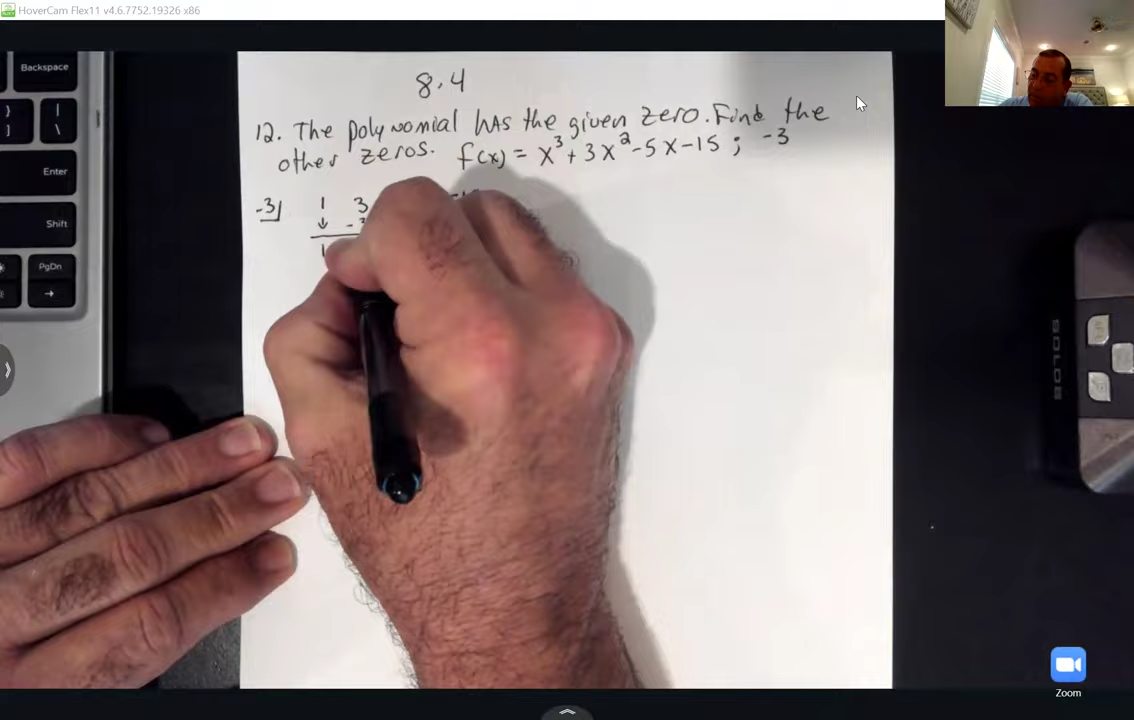 HoverCam Flex11 v4.6.7752.19326 x86
Backspace
}
]
|
\
Enter
Shift
PgDn
→
8.4
12. The polynomial has the given zero. Find the
other zeros. f(x) = x³ + 3x² - 5x - 15 ; -3
-3| 1 3
↓ -3
1
BOLOB
Zoom